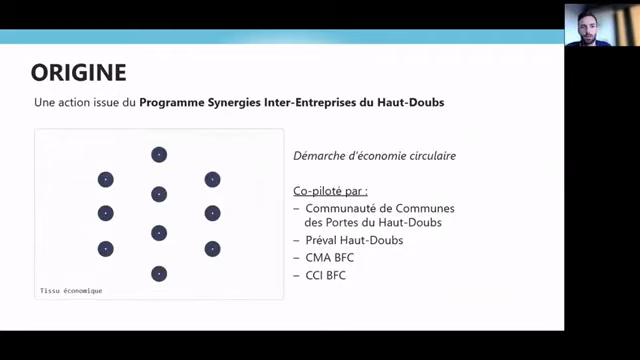 ORIGINE
Une action issue du Programme Synergies Inter-Entreprises du Haut-Doubs
Tissu économique
Démarche d'économie circulaire
Co-piloté par :
– Communauté de Communes
des Portes du Haut-Doubs
– Préval Haut-Doubs
– CMA BFC
– CCI BFC